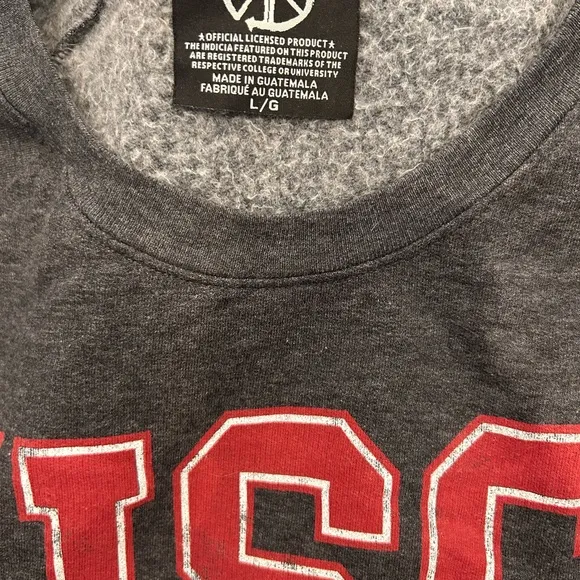 ★OFFICIAL LICENSED PRODUCT★
THE INDICIA FEATURED ON THIS PRODUCT
ARE REGISTERED TRADEMARKS OF THE
RESPECTIVE COLLEGE OR UNIVERSITY
MADE IN GUATEMALA
FABRIQUÉ AU GUATEMALA
L/G
ISC